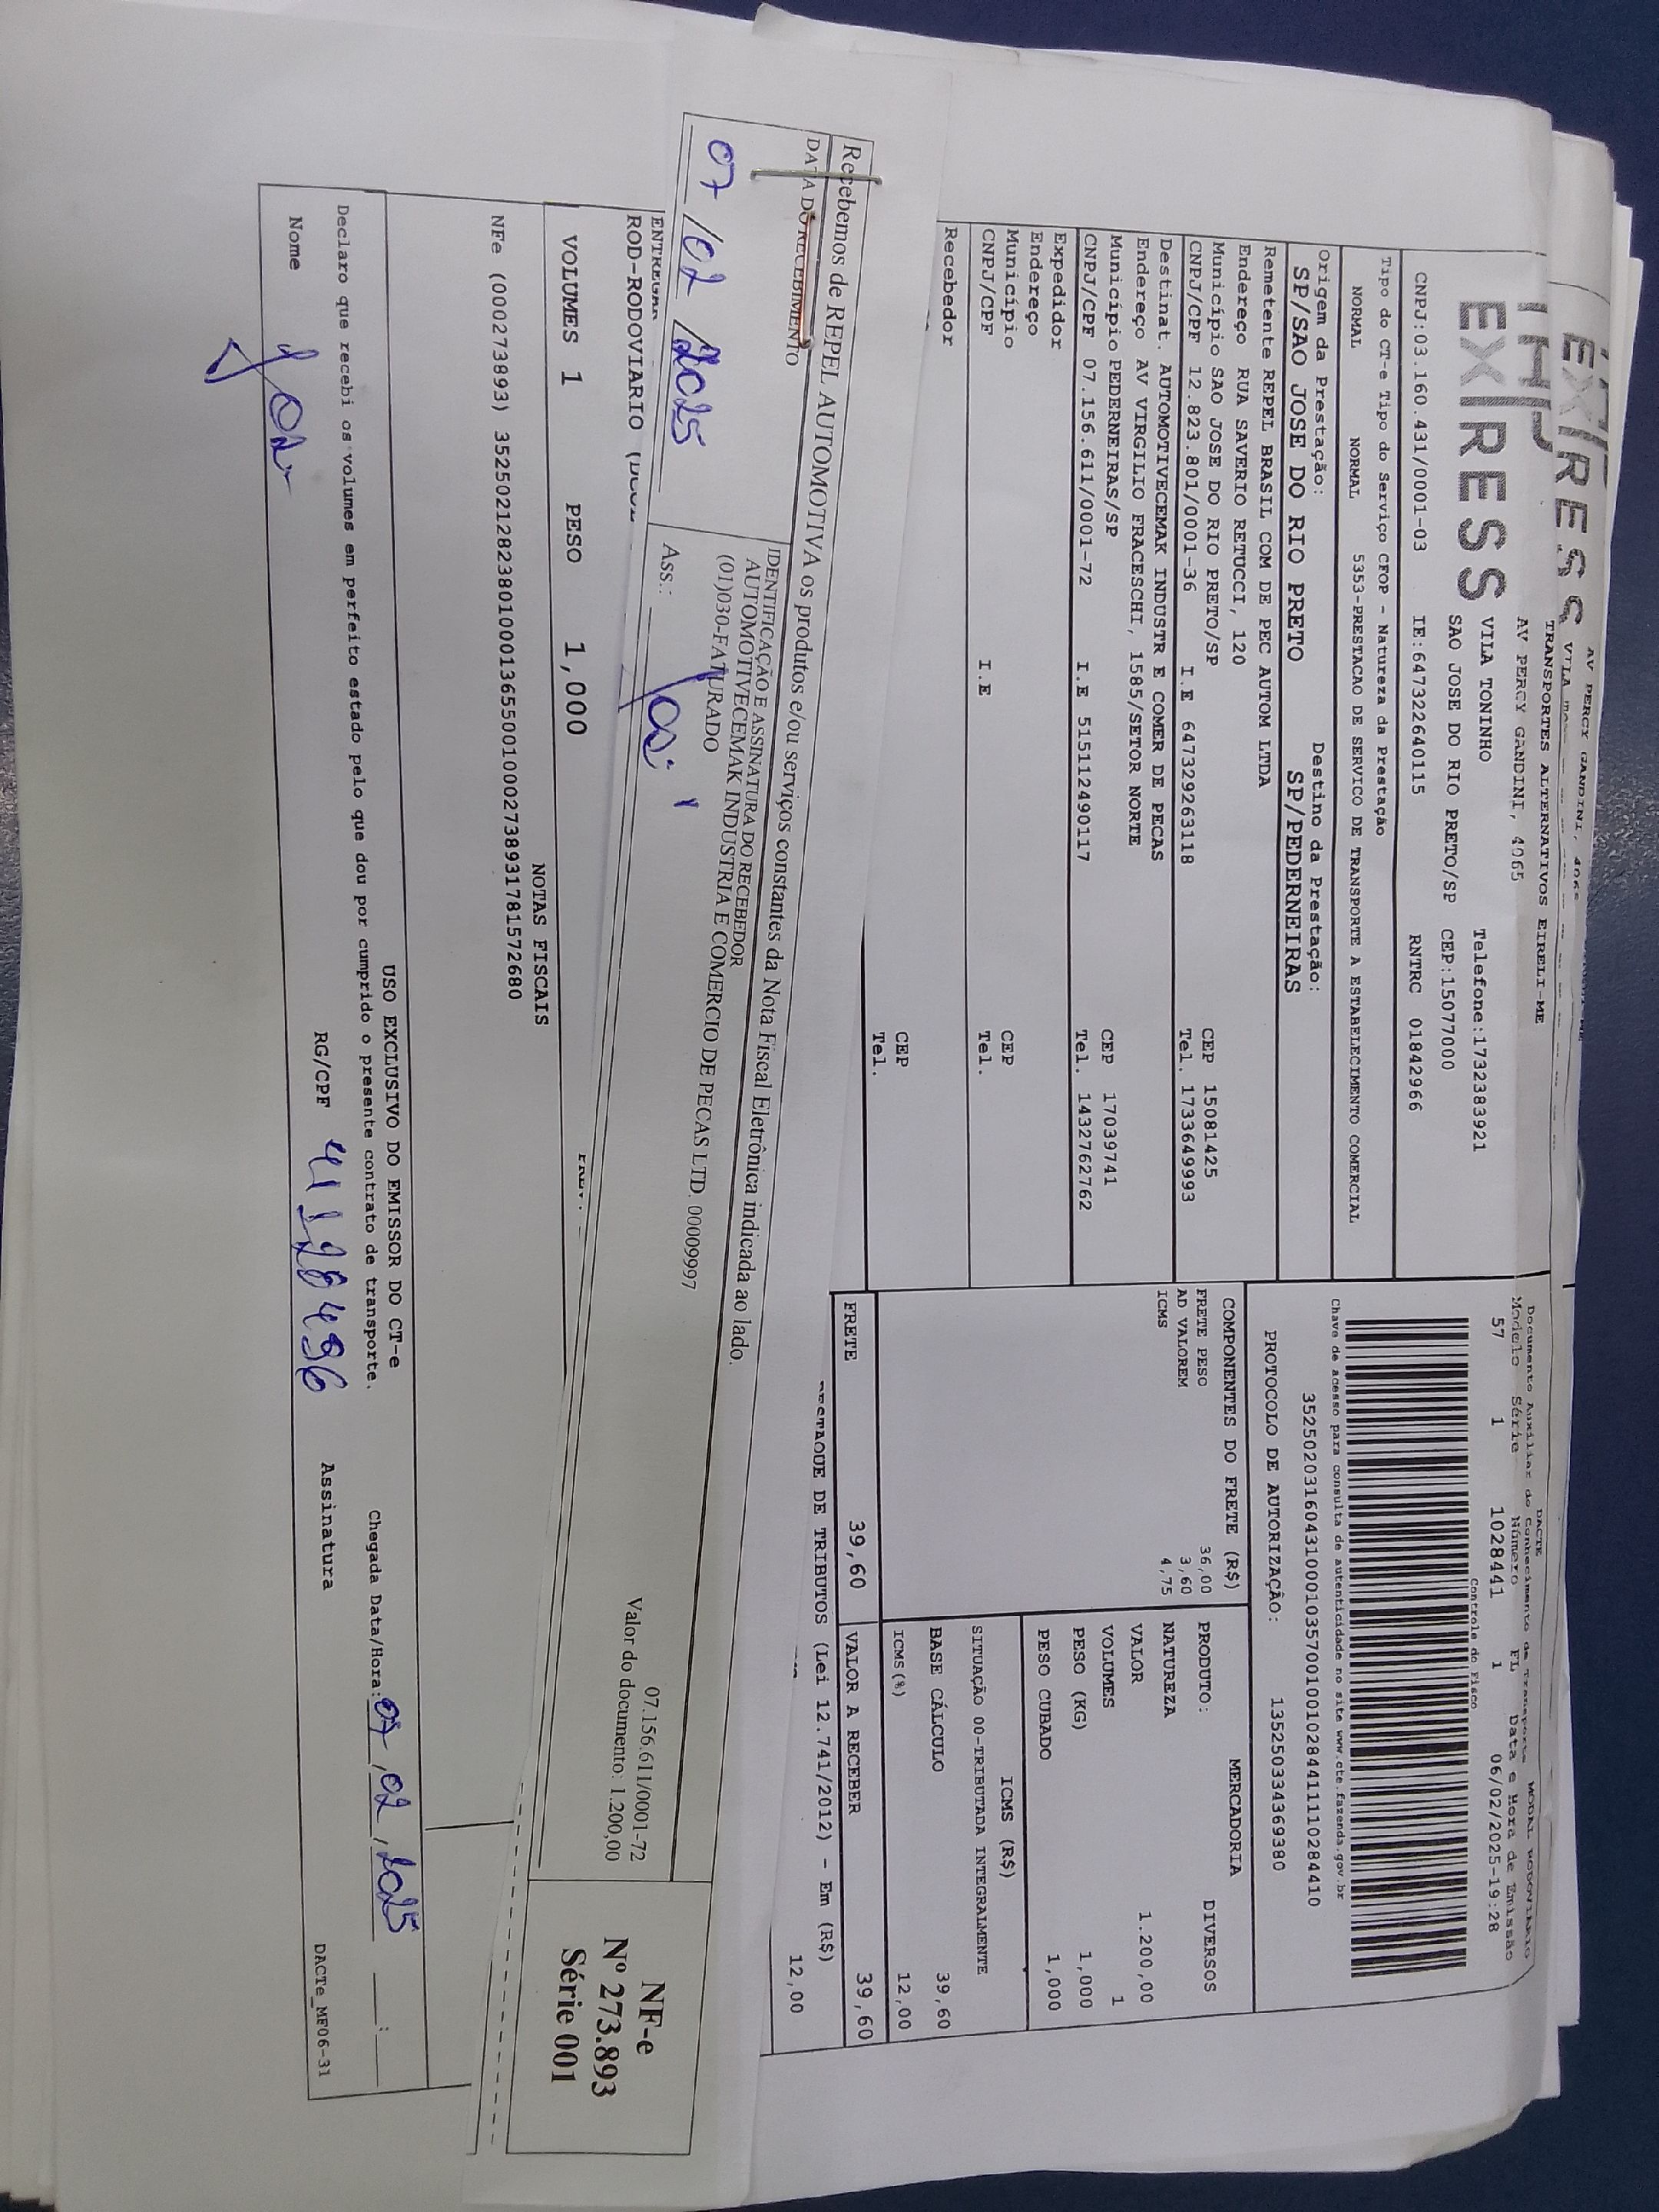 EXPRESS
AV PERCY GANDINI, 4065
TRANSPORTES ALTERNATIVOS EIRELI-ME
AV PERCY GANDINI, 4065
VILA TONINHO Telefone:1732383921
SAO JOSE DO RIO PRETO/SP CEP:15077000
EXPRESS
CNPJ:03.160.431/0001-03 IE:647322640115 RNTRC 01842966
Tipo do CT-e Tipo do Serviço CFOP - Natureza da Prestação
NORMAL NORMAL 5353-PRESTACAO DE SERVICO DE TRANSPORTE A ESTABELECIMENTO COMERCIAL
Origem da Prestação: Destino da Prestação:
SP/SAO JOSE DO RIO PRETO SP/PEDERNEIRAS
Remetente REPEL BRASIL COM DE PEC AUTOM LTDA
Endereço RUA SAVERIO RETUCCI, 120
Município SAO JOSE DO RIO PRETO/SP CEP 15081425
CNPJ/CPF 12.823.801/0001-36 I.E 647329263118 Tel. 1733649993
Destinat. AUTOMOTIVECEMAK INDUSTR E COMER DE PECAS
Endereço AV VIRGILIO FRACESCHI, 1585/SETOR NORTE
Município PEDERNEIRAS/SP CEP 17039741
CNPJ/CPF 07.156.611/0001-72 I.E 515112490117 Tel. 1432762762
Expedidor
Endereço
Município CEP
CNPJ/CPF I.E Tel.
Recebedor
CEP
Tel.
DACTE MODAL RODOVIARIO
Documento Auxiliar do Conhecimento de Transporte
Modelo Série Número FL Data e Hora de Emissão
57 1 1028441 1 06/02/2025-19:28
Controle do Fisco
Chave de acesso para consulta de autenticidade no site www.cte.fazenda.gov.br
35250203160431000103570010010284411110284410
PROTOCOLO DE AUTORIZAÇÃO: 135250334369380
COMPONENTES DO FRETE (R$)
FRETE PESO 36,00
AD VALOREM 3,60
ICMS 4,75
MERCADORIA
PRODUTO: DIVERSOS
NATUREZA
VALOR 1.200,00
VOLUMES 1
PESO (KG) 1,000
PESO CUBADO 1,000
ICMS (R$)
SITUAÇÃO 00-TRIBUTADA INTEGRALMENTE
BASE CÁLCULO 39,60
ICMS(%) 12,00
FRETE 39,60 VALOR A RECEBER 39,60
DESTAQUE DE TRIBUTOS (Lei 12.741/2012) - Em (R$)
12,00
Recebemos de REPEL AUTOMOTIVA os produtos e/ou serviços constantes da Nota Fiscal Eletrônica indicada ao lado.
DATA DO RECEBIMENTO
IDENTIFICAÇÃO E ASSINATURA DO RECEBEDOR
AUTOMOTIVECEMAK INDUSTRIA E COMERCIO DE PECAS LTD. 00009997
(01)030-FATURADO
07.156.611/0001-72
Valor do documento: 1.200,00
07/02/2025
Ass.:
NF-e
Nº 273.893
Série 001
ENTREGAR
ROD-RODOVIARIO
VOLUMES 1 PESO 1,000
NOTAS FISCAIS
NFe (000273893) 35250212823801000136550010002738931781572680
USO EXCLUSIVO DO EMISSOR DO CT-e
Declaro que recebi os volumes em perfeito estado pelo que dou por cumprido o presente contrato de transporte.
Chegada Data/Hora: 07/02/2025 __:__
Nome RG/CPF Assinatura
DACTe_MF06-31